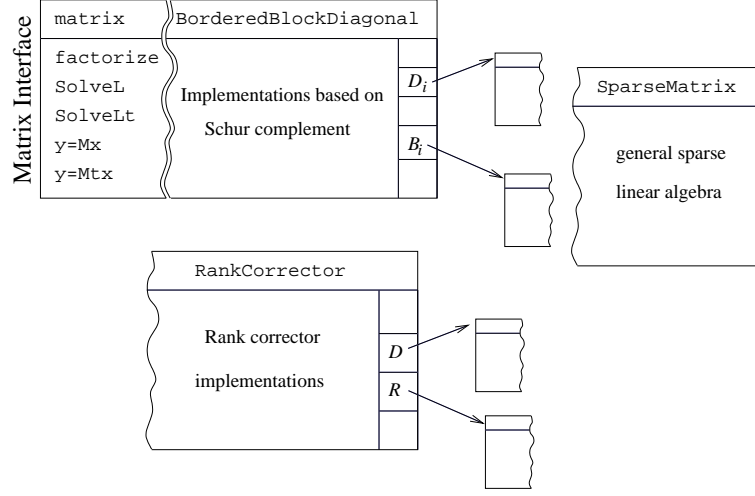 Matrix Interface
matrix
BorderedBlockDiagonal
factorize
SolveL
SolveLt
y=Mx
y=Mtx
Implementations based on
Schur complement
D_i
B_i
SparseMatrix
general sparse
linear algebra
RankCorrector
Rank corrector
implementations
D
R